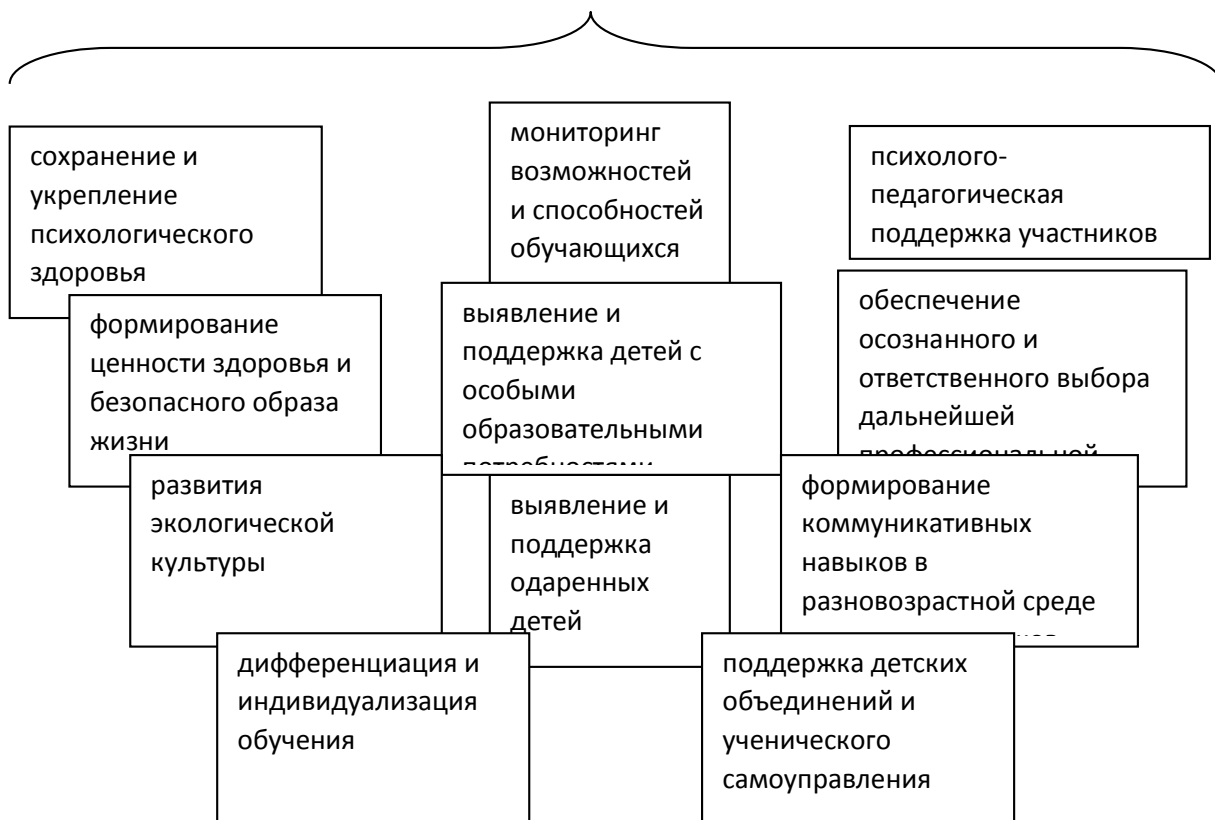 сохранение и
укрепление
психологического
здоровья
мониторинг
возможностей
и способностей
обучающихся
психолого-
педагогическая
поддержка участников
формирование
ценности здоровья и
безопасного образа
жизни
выявление и
поддержка детей с
особыми
образовательными
потребностями
обеспечение
осознанного и
ответственного выбора
дальнейшей
профессиональной
развития
экологической
культуры
выявление и
поддержка
одаренных
детей
формирование
коммуникативных
навыков в
разновозрастной среде
дифференциация и
индивидуализация
обучения
поддержка детских
объединений и
ученического
самоуправления